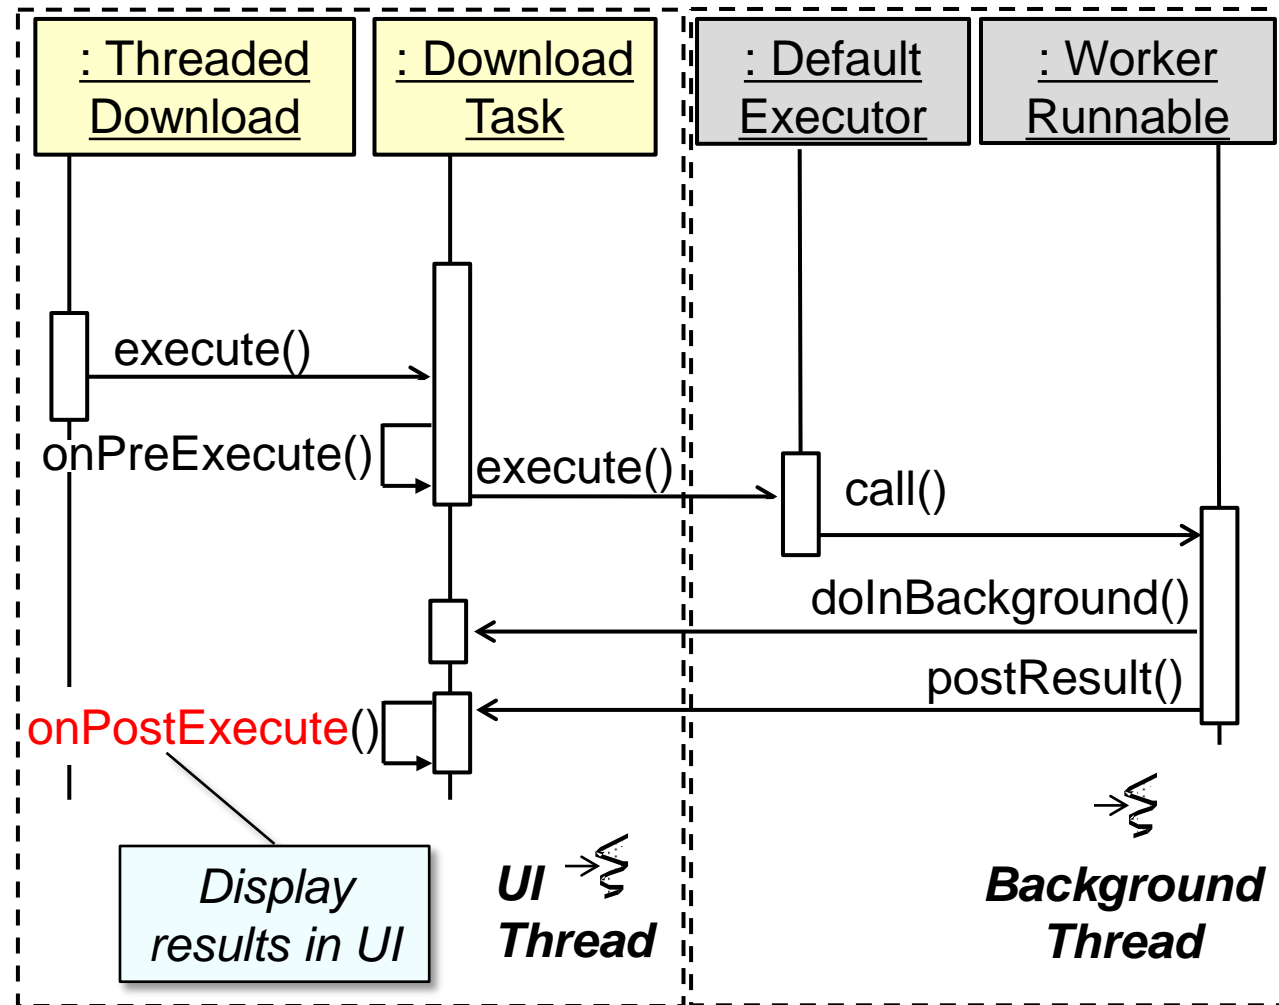 : Threaded
Download
: Download
Task
: Default
Executor
: Worker
Runnable
execute()
onPreExecute()
execute()
call()
doInBackground()
postResult()
onPostExecute()
Display
results in UI
UI
Thread
Background
Thread